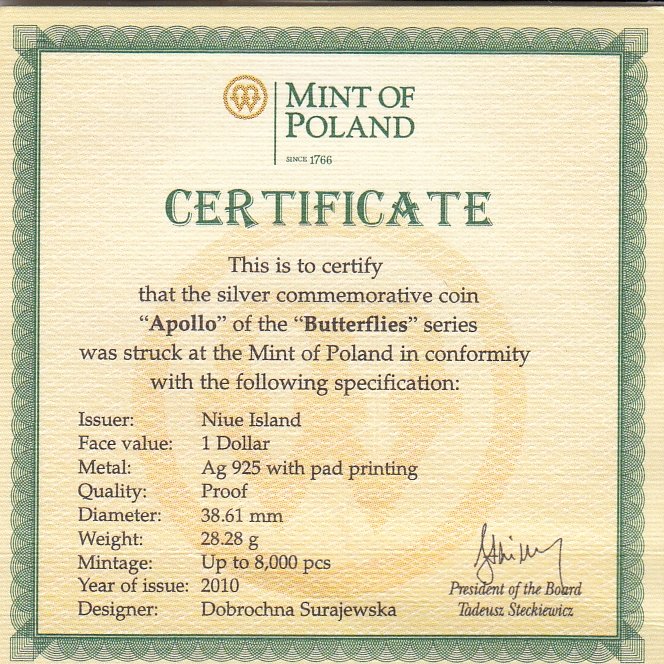 MINT OF
POLAND
SINCE 1766
CERTIFICATE
This is to certify
that the silver commemorative coin
“Apollo” of the “Butterflies” series
was struck at the Mint of Poland in conformity
with the following specification:
Issuer: Niue Island
Face value: 1 Dollar
Metal: Ag 925 with pad printing
Quality: Proof
Diameter: 38.61 mm
Weight: 28.28 g
Mintage: Up to 8,000 pcs
Year of issue: 2010
Designer: Dobrochna Surajewska
President of the Board
Tadeusz Steckiewicz